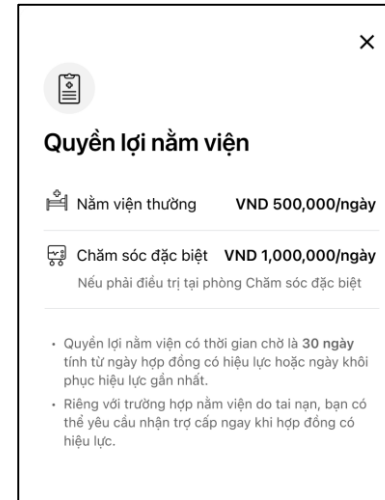 Quyền lợi nằm viện
Nằm viện thường VND 500,000/ngày
Chăm sóc đặc biệt VND 1,000,000/ngày
Nếu phải điều trị tại phòng Chăm sóc đặc biệt
• Quyền lợi nằm viện có thời gian chờ là 30 ngày
tính từ ngày hợp đồng có hiệu lực hoặc ngày khôi
phục hiệu lực gần nhất.
• Riêng với trường hợp nằm viện do tai nạn, bạn có
thể yêu cầu nhận trợ cấp ngay khi hợp đồng có
hiệu lực.